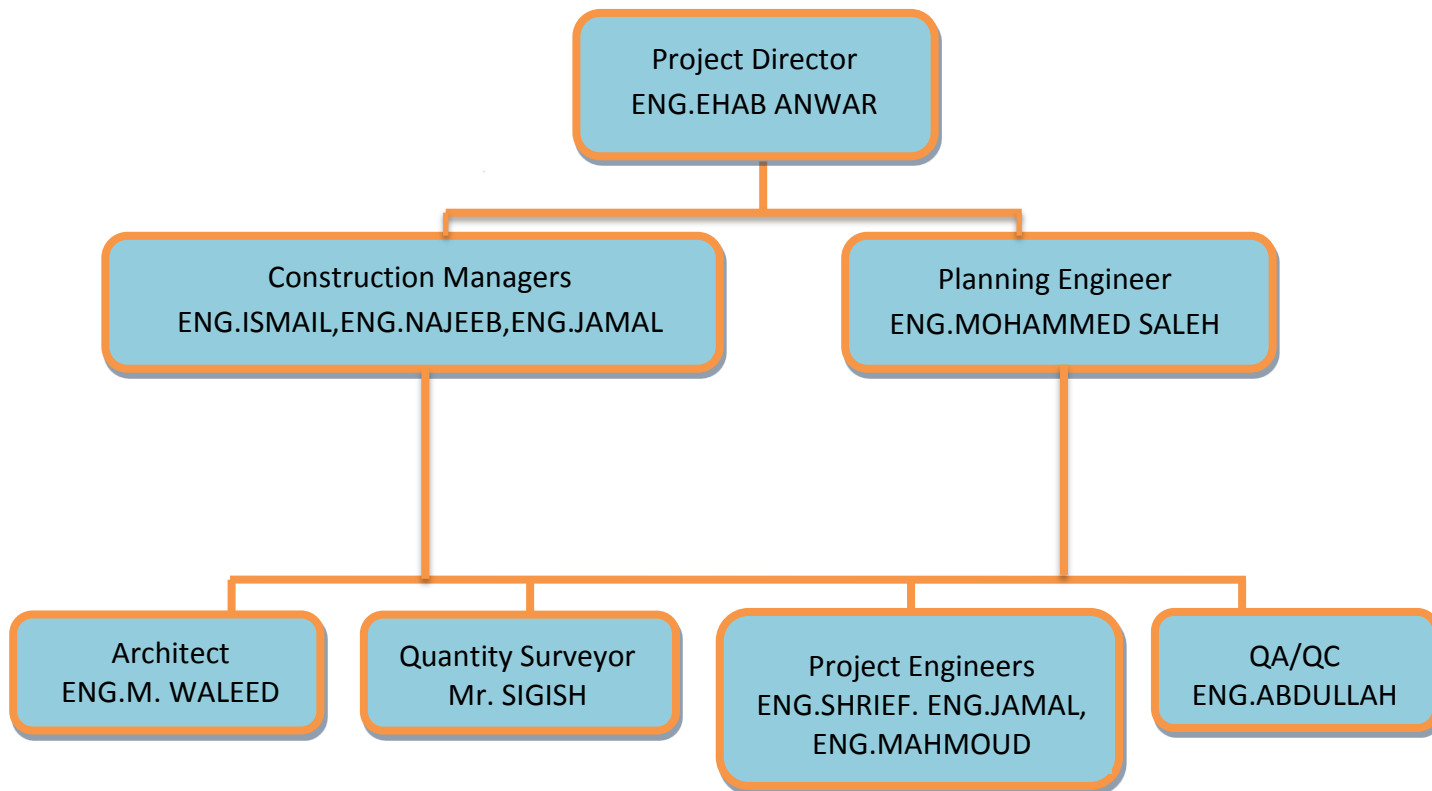 Project Director
ENG.EHAB ANWAR
Construction Managers
ENG.ISMAIL,ENG.NAJEEB,ENG.JAMAL
Planning Engineer
ENG.MOHAMMED SALEH
Architect
ENG.M. WALEED
Quantity Surveyor
Mr. SIGISH
Project Engineers
ENG.SHRIEF. ENG.JAMAL,
ENG.MAHMOUD
QA/QC
ENG.ABDULLAH